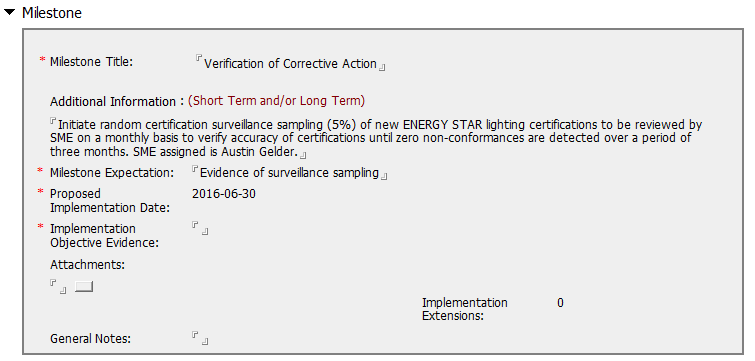 Milestone
* Milestone Title: Verification of Corrective Action
Additional Information : (Short Term and/or Long Term)
Initiate random certification surveillance sampling (5%) of new ENERGY STAR lighting certifications to be reviewed by
SME on a monthly basis to verify accuracy of certifications until zero non-conformances are detected over a period of
three months. SME assigned is Austin Gelder.
* Milestone Expectation: Evidence of surveillance sampling
* Proposed 2016-06-30
Implementation Date:
* Implementation
Objective Evidence:
Attachments:
Implementation 0
Extensions:
General Notes: